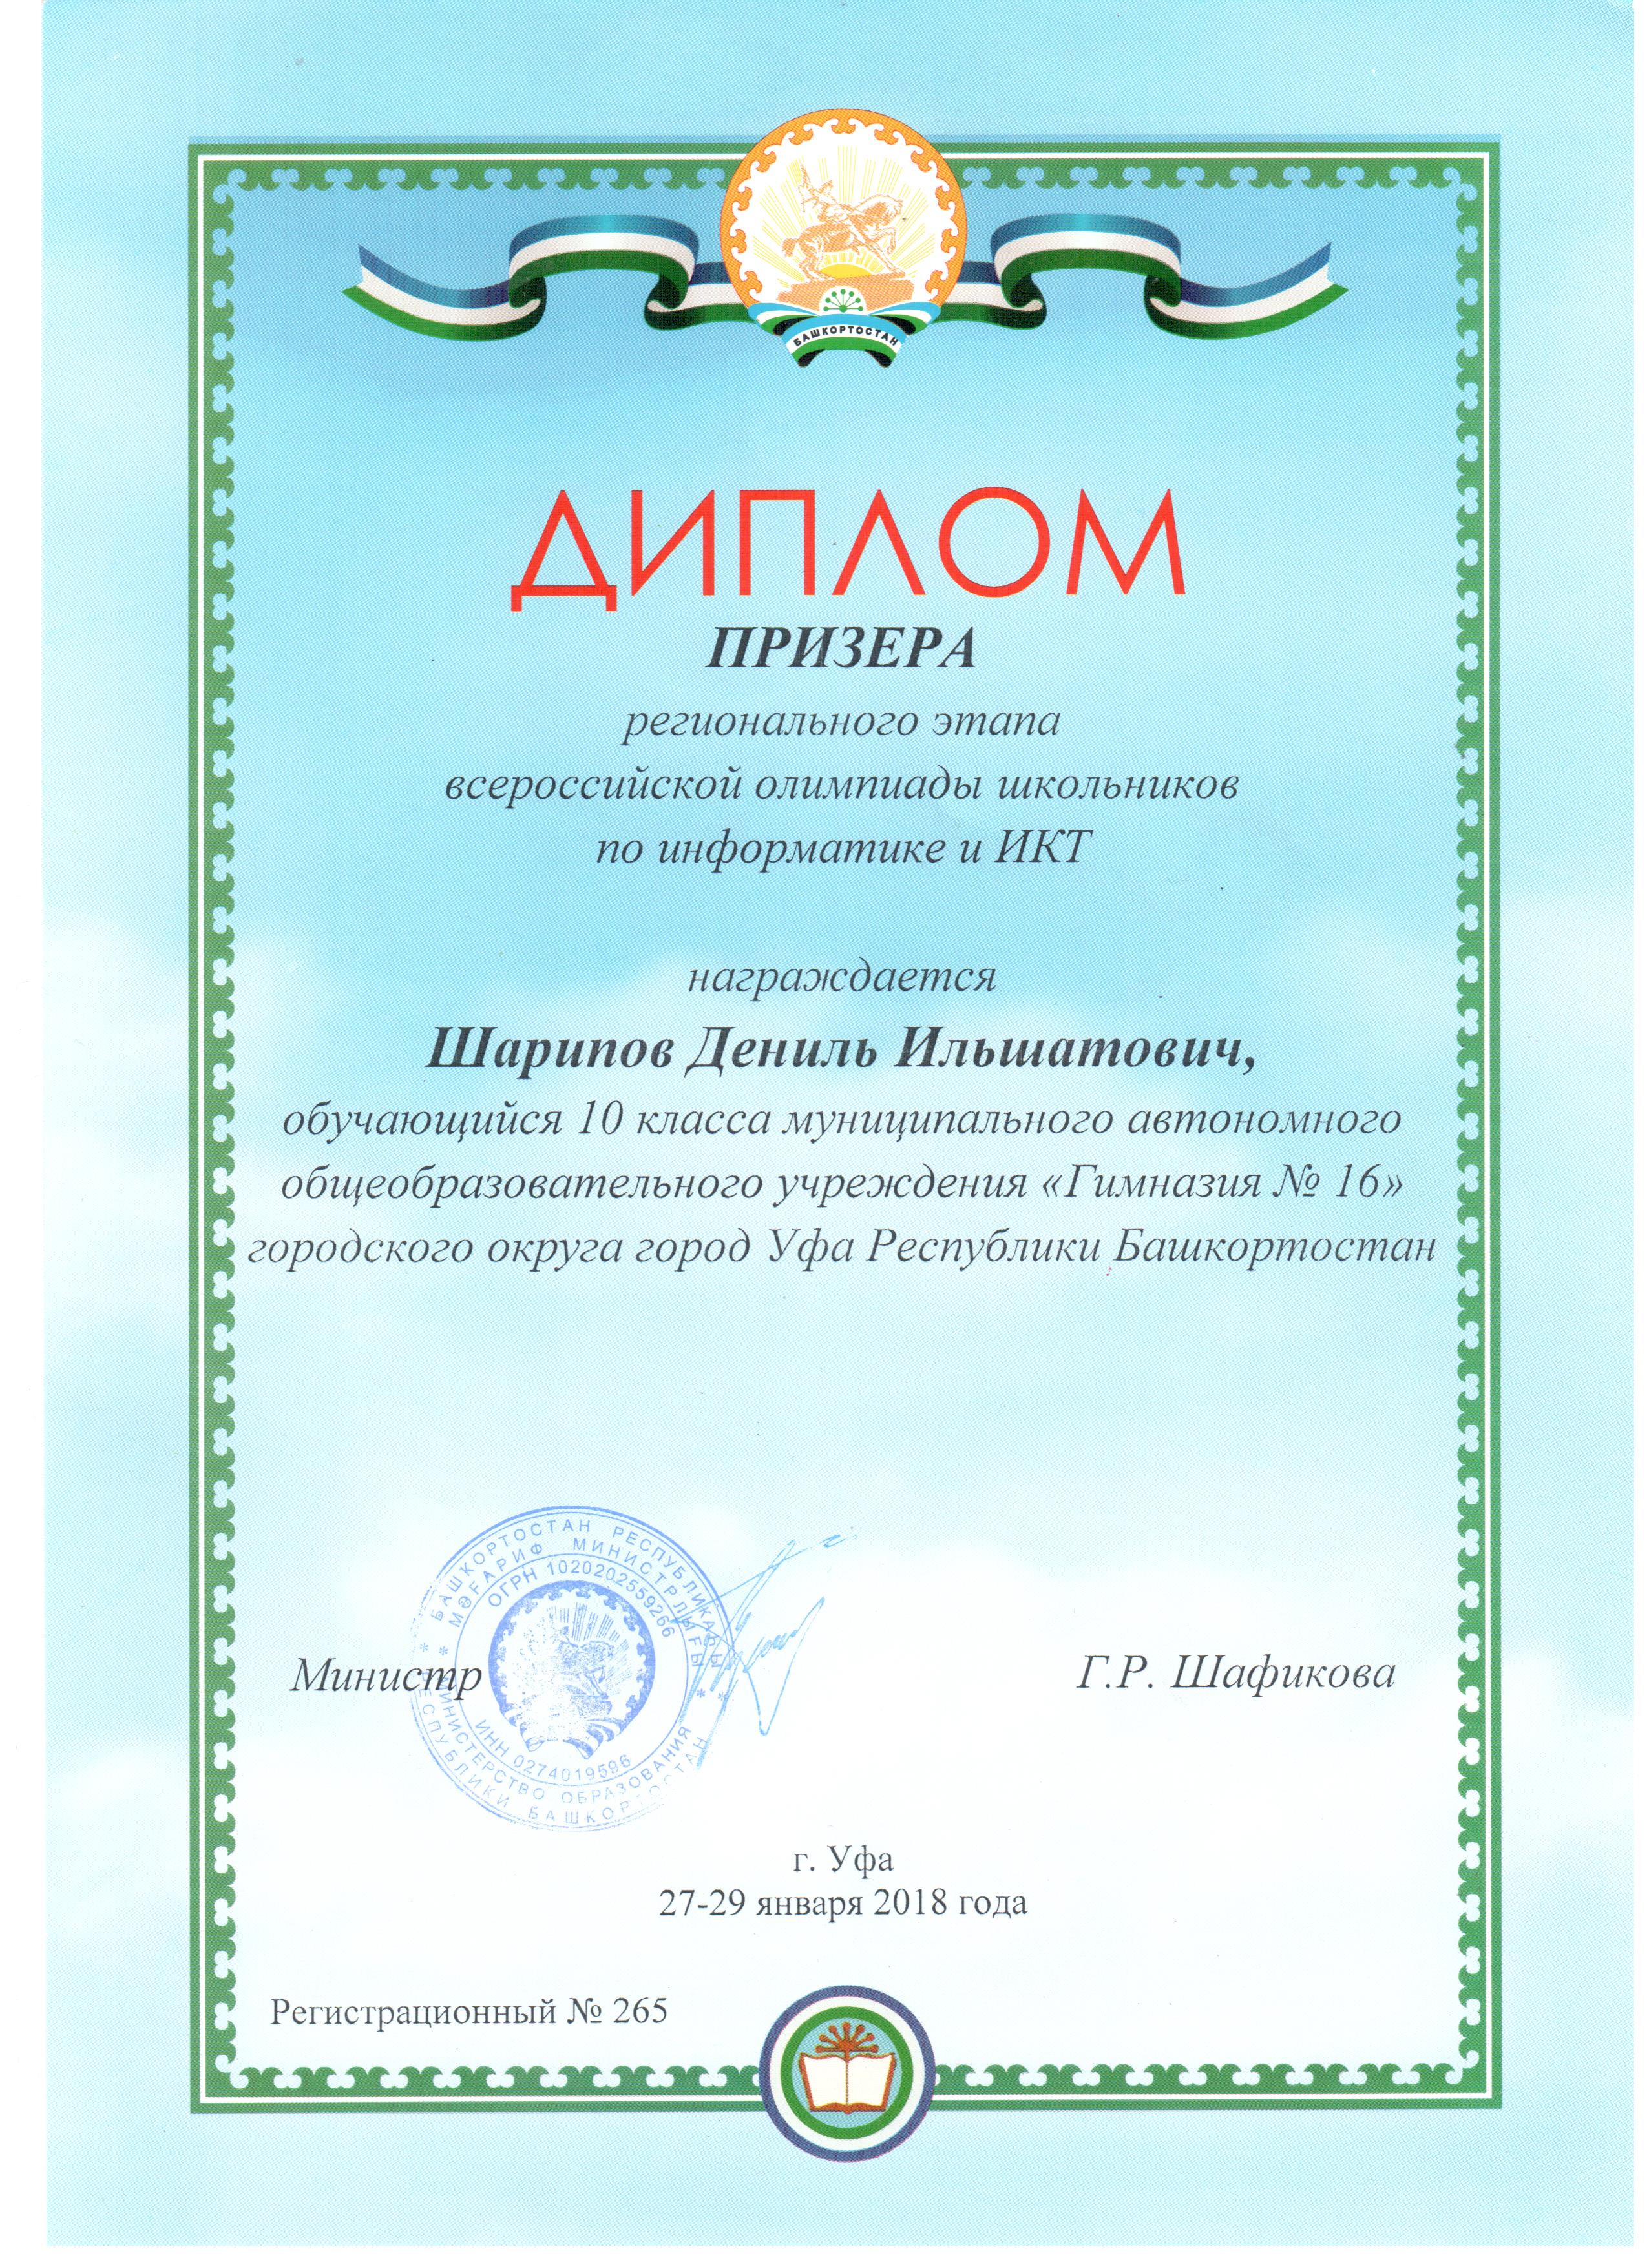 БАШКОРТОСТАН
ДИПЛОМ
ПРИЗЕРА
регионального этапа
всероссийской олимпиады школьников
по информатике и ИКТ
награждается
Шарипов Дениль Ильшатович,
обучающийся 10 класса муниципального автономного
общеобразовательного учреждения «Гимназия № 16»
городского округа город Уфа Республики Башкортостан
БАШКОРТОСТАН РЕСПУБЛИКАҺЫ
МӘҒАРИФ МИНИСТРЛЫҒЫ
ОГРН 1020202559266
Министр
Г.Р. Шафикова
ИНН 0274019596
МИНИСТЕРСТВО ОБРАЗОВАНИЯ
РЕСПУБЛИКИ БАШКОРТОСТАН
г. Уфа
27-29 января 2018 года
Регистрационный № 265